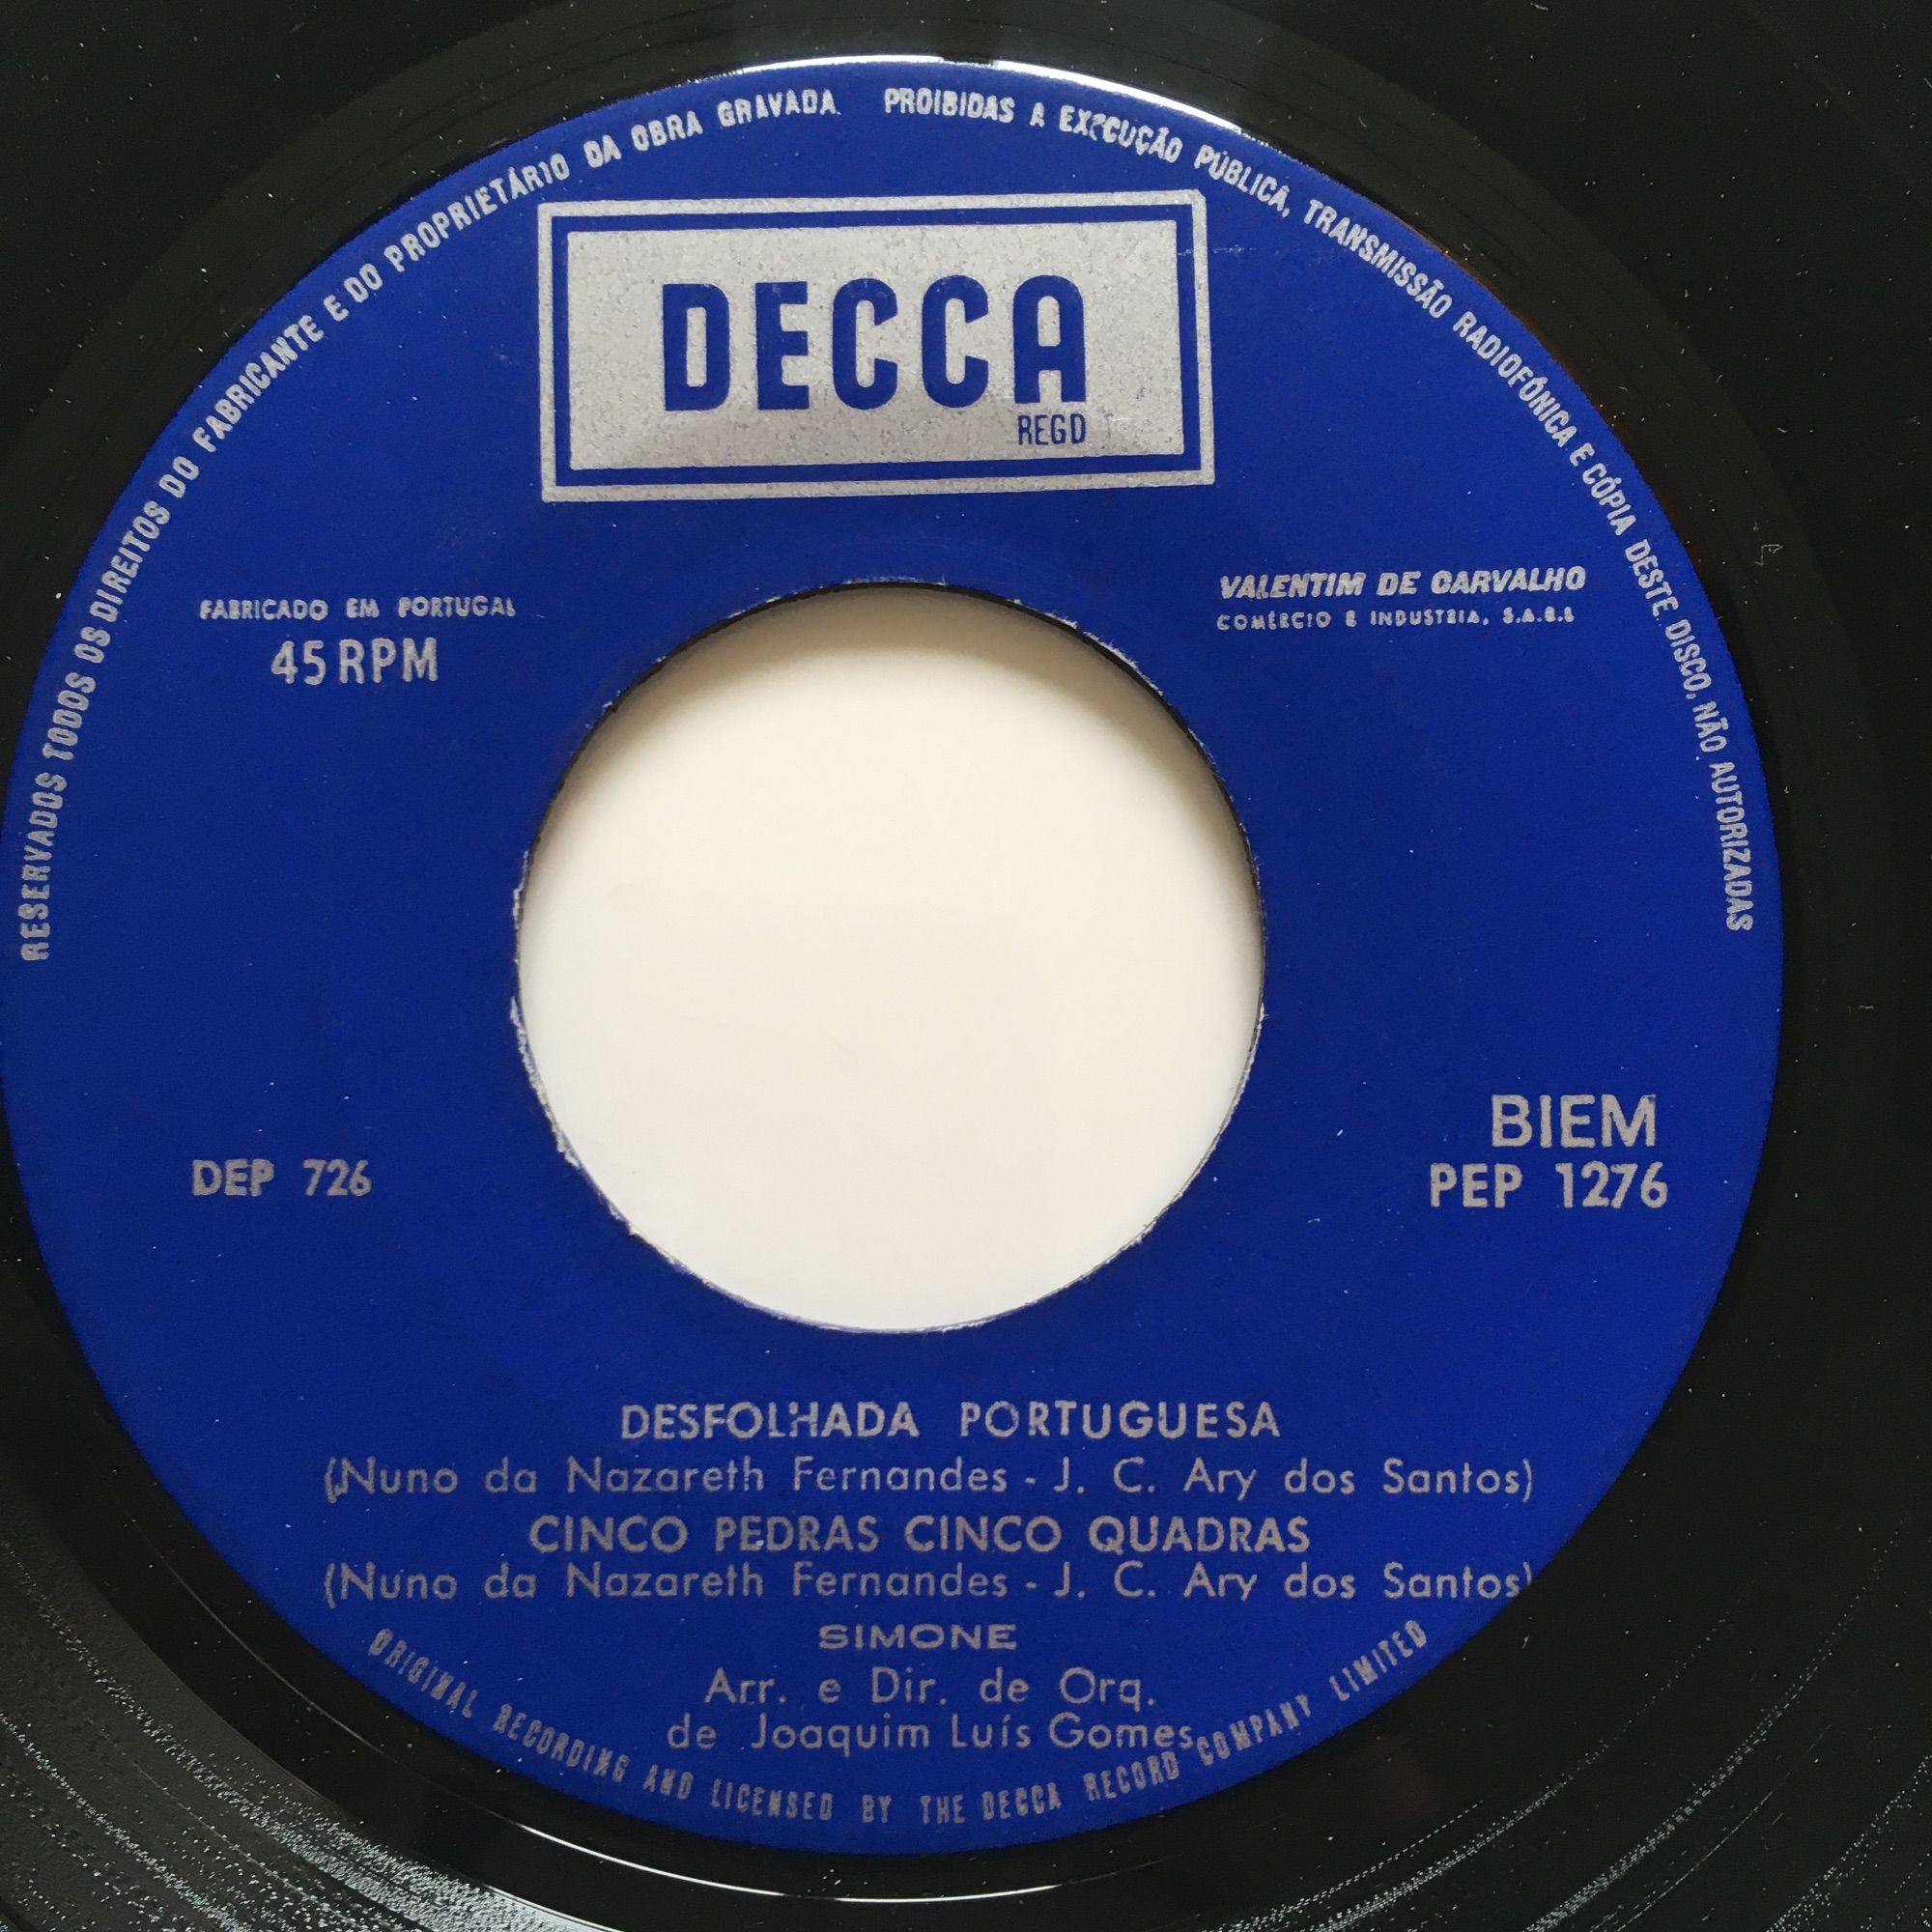 RESERVADOS TODOS OS DIREITOS DO FABRICANTE E DO PROPRIETÁRIO DA OBRA GRAVADA. PROIBIDAS A EXECUÇÃO PÚBLICA, TRANSMISSÃO RADIOFÓNICA E CÓPIA DESTE DISCO, NÃO AUTORIZADAS
DECCA
REGD
FABRICADO EM PORTUGAL
45 RPM
VALENTIM DE CARVALHO
COMÉRCIO E INDUSTRIA, S.A.R.L
DEP 726
BIEM
PEP 1276
DESFOLHADA PORTUGUESA
(Nuno da Nazareth Fernandes - J. C. Ary dos Santos)
CINCO PEDRAS CINCO QUADRAS
(Nuno da Nazareth Fernandes - J. C. Ary dos Santos)
SIMONE
Arr. e Dir. de Orq.
de Joaquim Luís Gomes
ORIGINAL RECORDING AND LICENSED BY THE DECCA RECORD COMPANY LIMITED